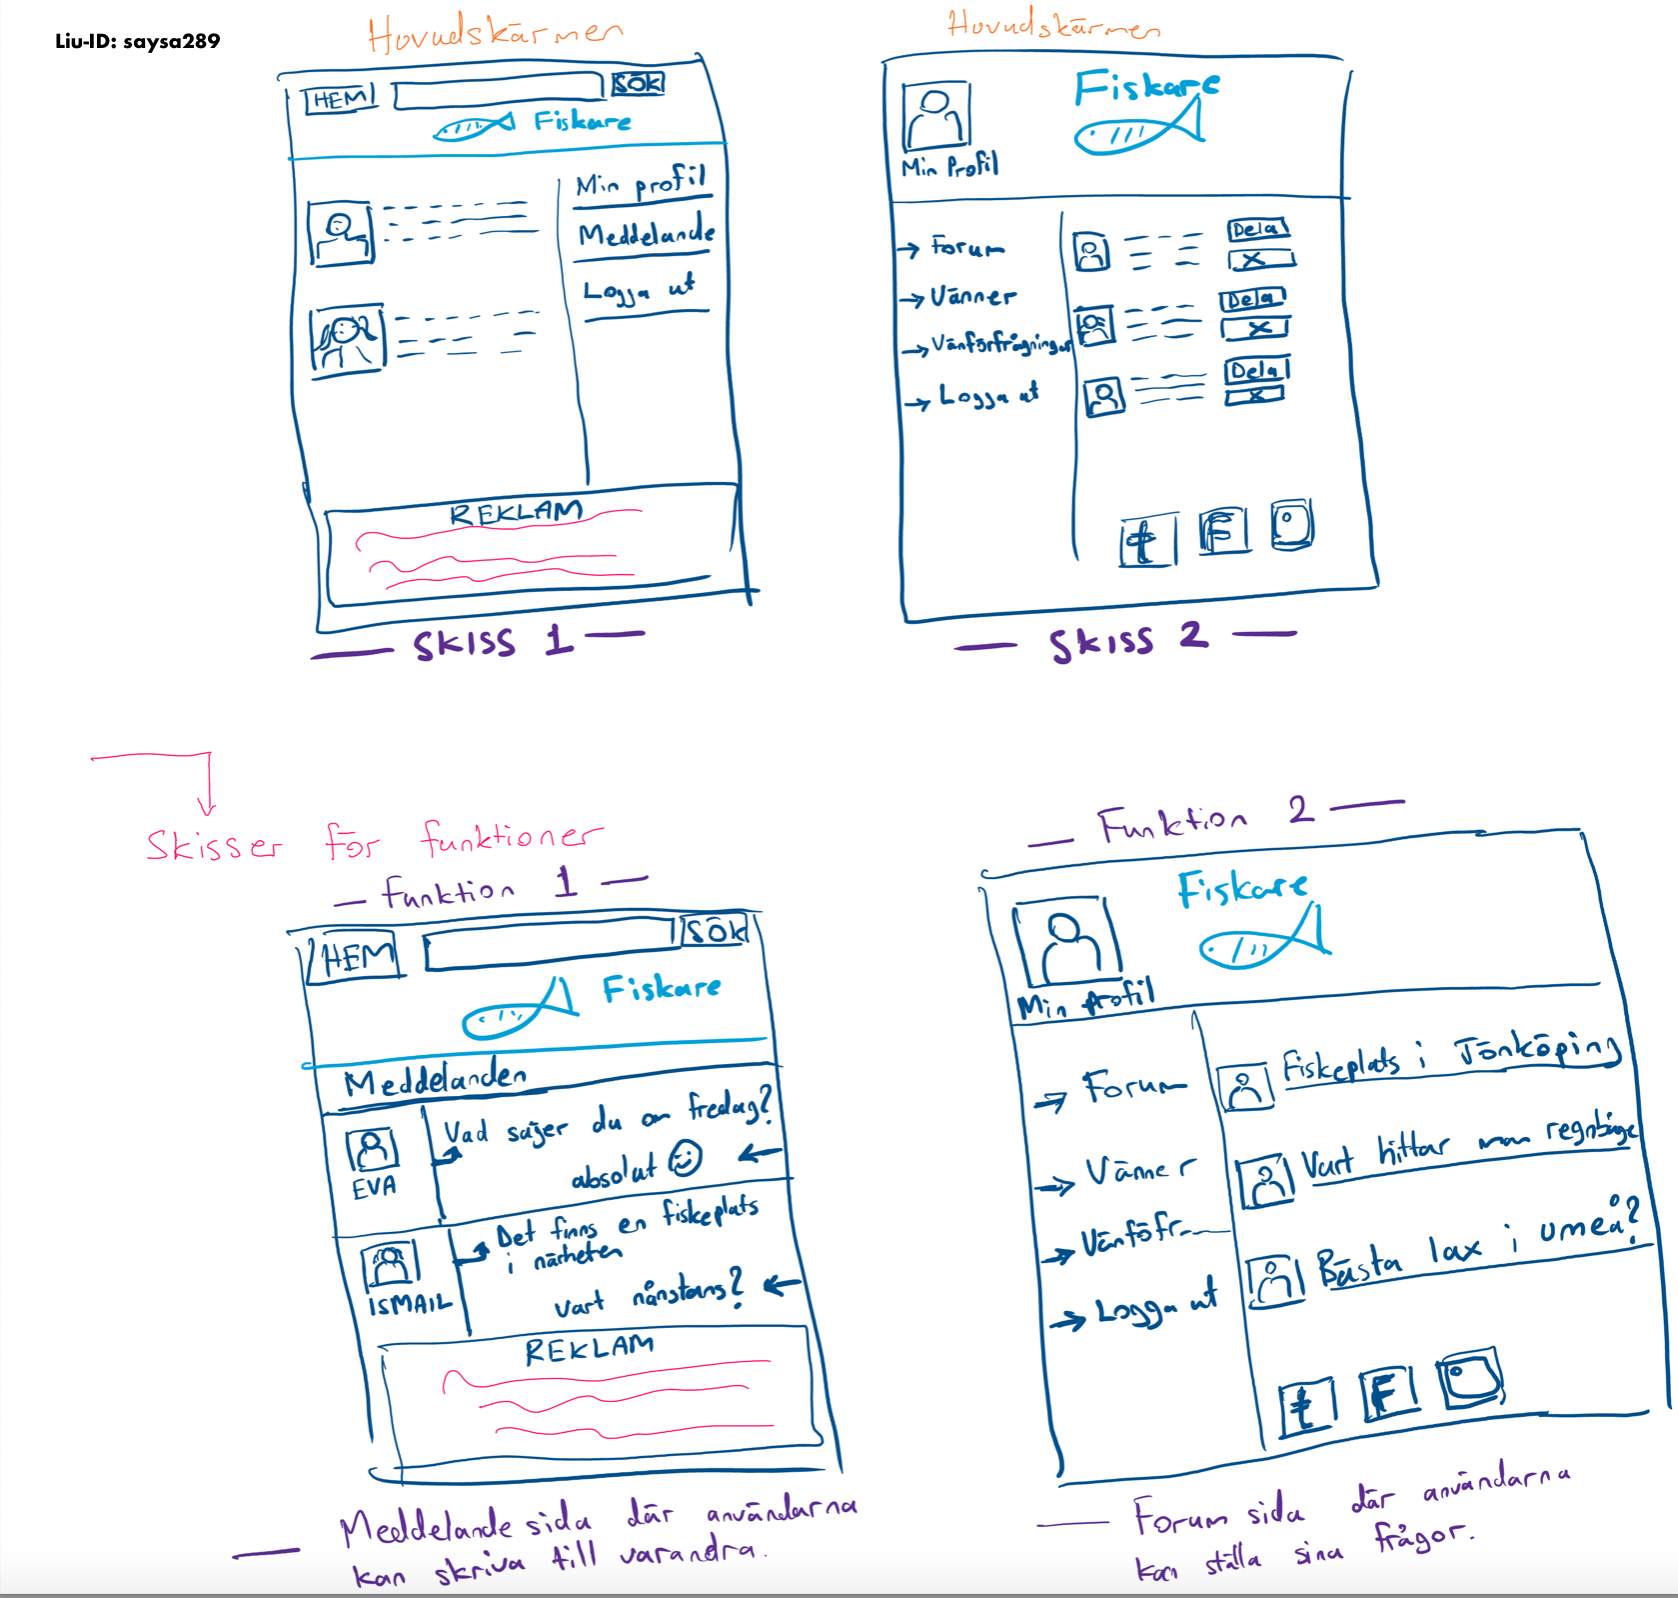 Liu-ID: saysa289
Hovudskärmen
HEM
SÖK
Fiskare
Min profil
Meddelande
Logga ut
REKLAM
SKISS 1
Hovudskärmen
Fiskare
Min Profil
Forum
Vänner
Vänförfrågningar
Logga ut
Dela
X
Dela
X
Dela
X
t F
SKISS 2
Skisser för funktioner
Funktion 1
HEM
SÖK
Fiskare
Meddelanden
EVA
Vad säjer du om fredag?
absolut
ISMAIL
Det finns en fiskeplats
i närheten
vart nånstans?
REKLAM
Meddelande sida där användarna
kan skriva till varandra.
Funktion 2
Fiskare
Min profil
Forum
Vänner
Vänföfr
Logga ut
Fiskeplats i Jönköping
Vart hittar man regnbåge
Bästa lax i umeå?
t F
Forum sida där användarna
kan ställa sina frågor.